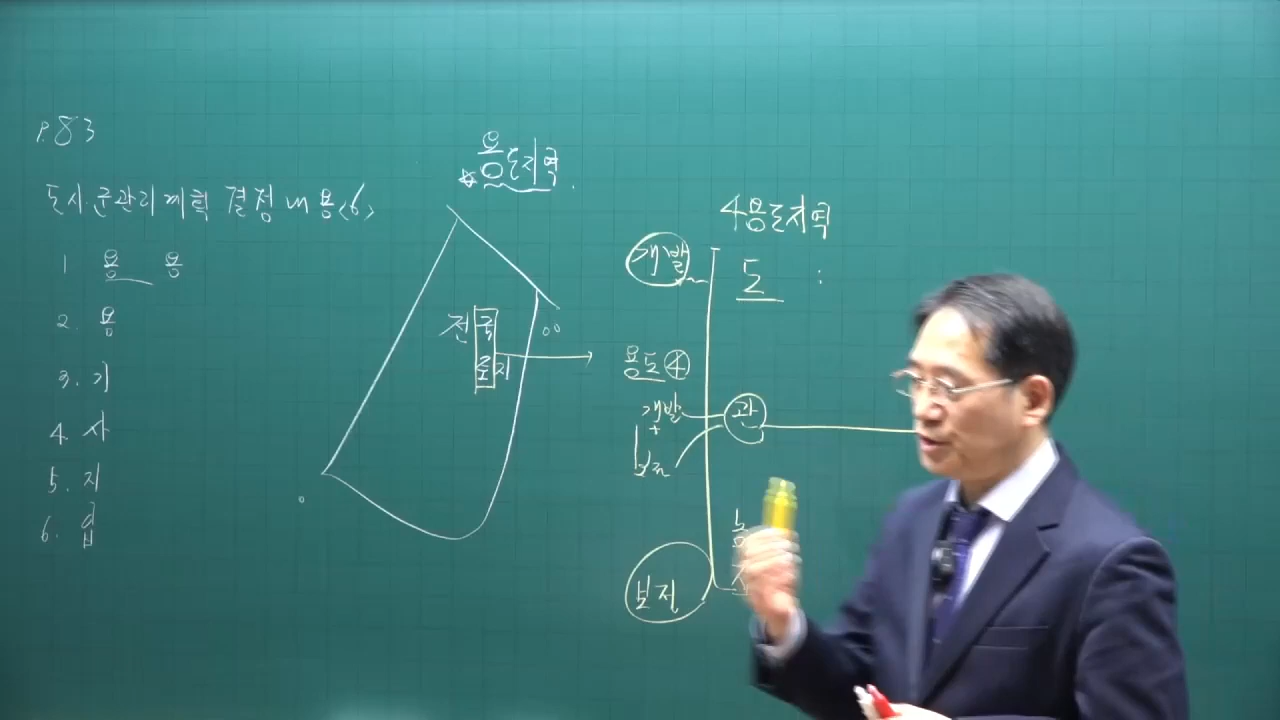 P.83
도시.군관리계획 결정내용<6>
1 용 용
2. 용
3. 기
4. 사
5. 지
6. 입
용도지역
전국
토지
4용도지역
개발
도 :
용도④
개발
+
보전
관
농
보전